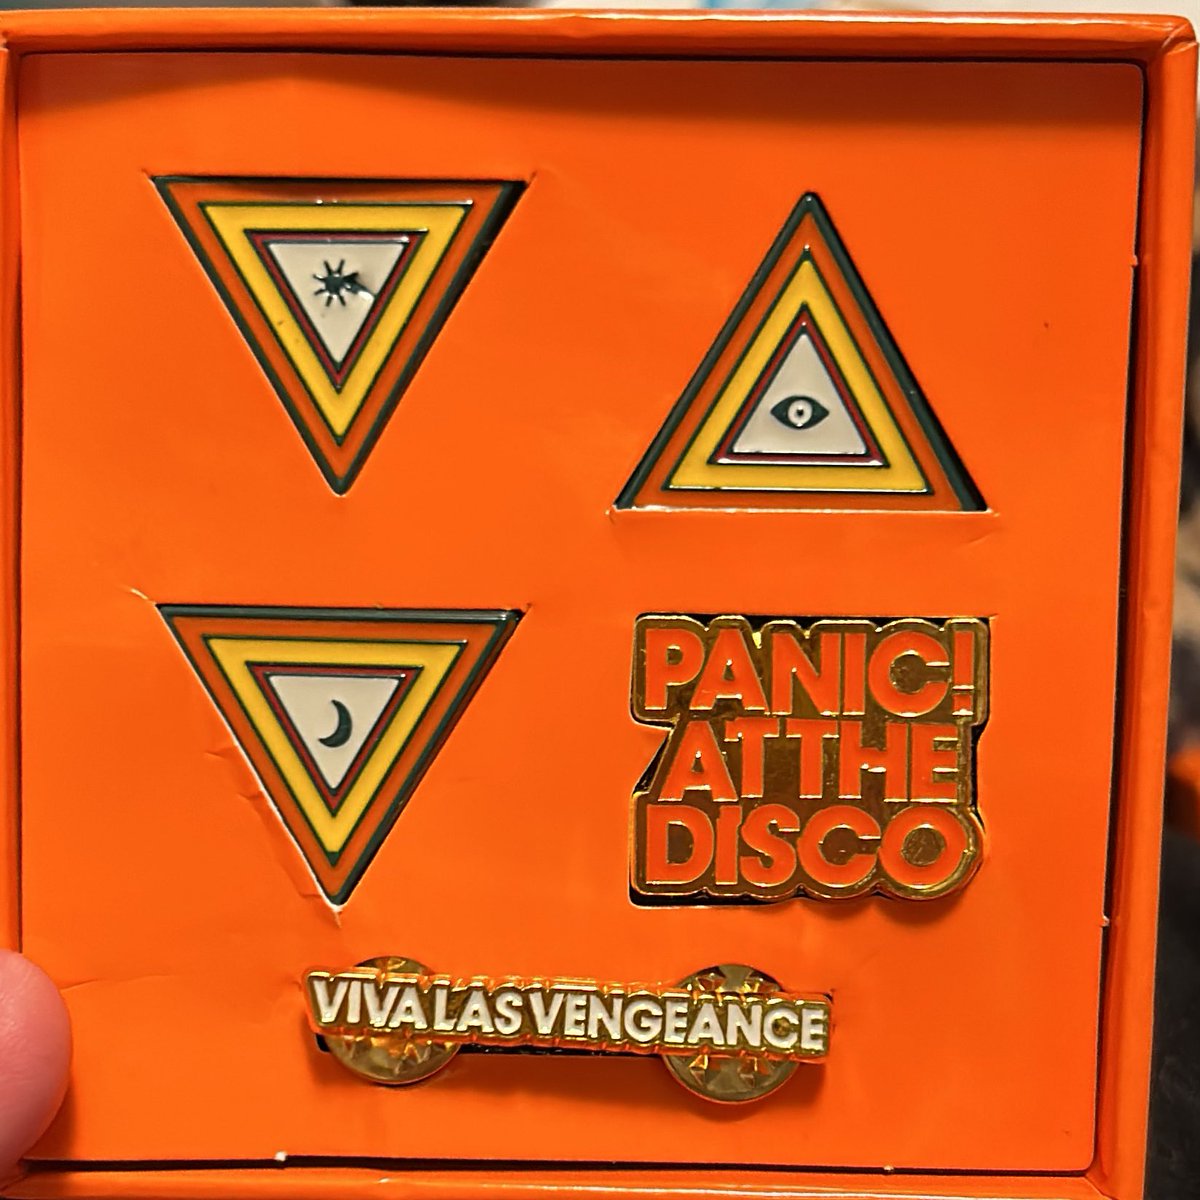 PANIC!
AT THE
DISCO
VIVA LAS VENGEANCE